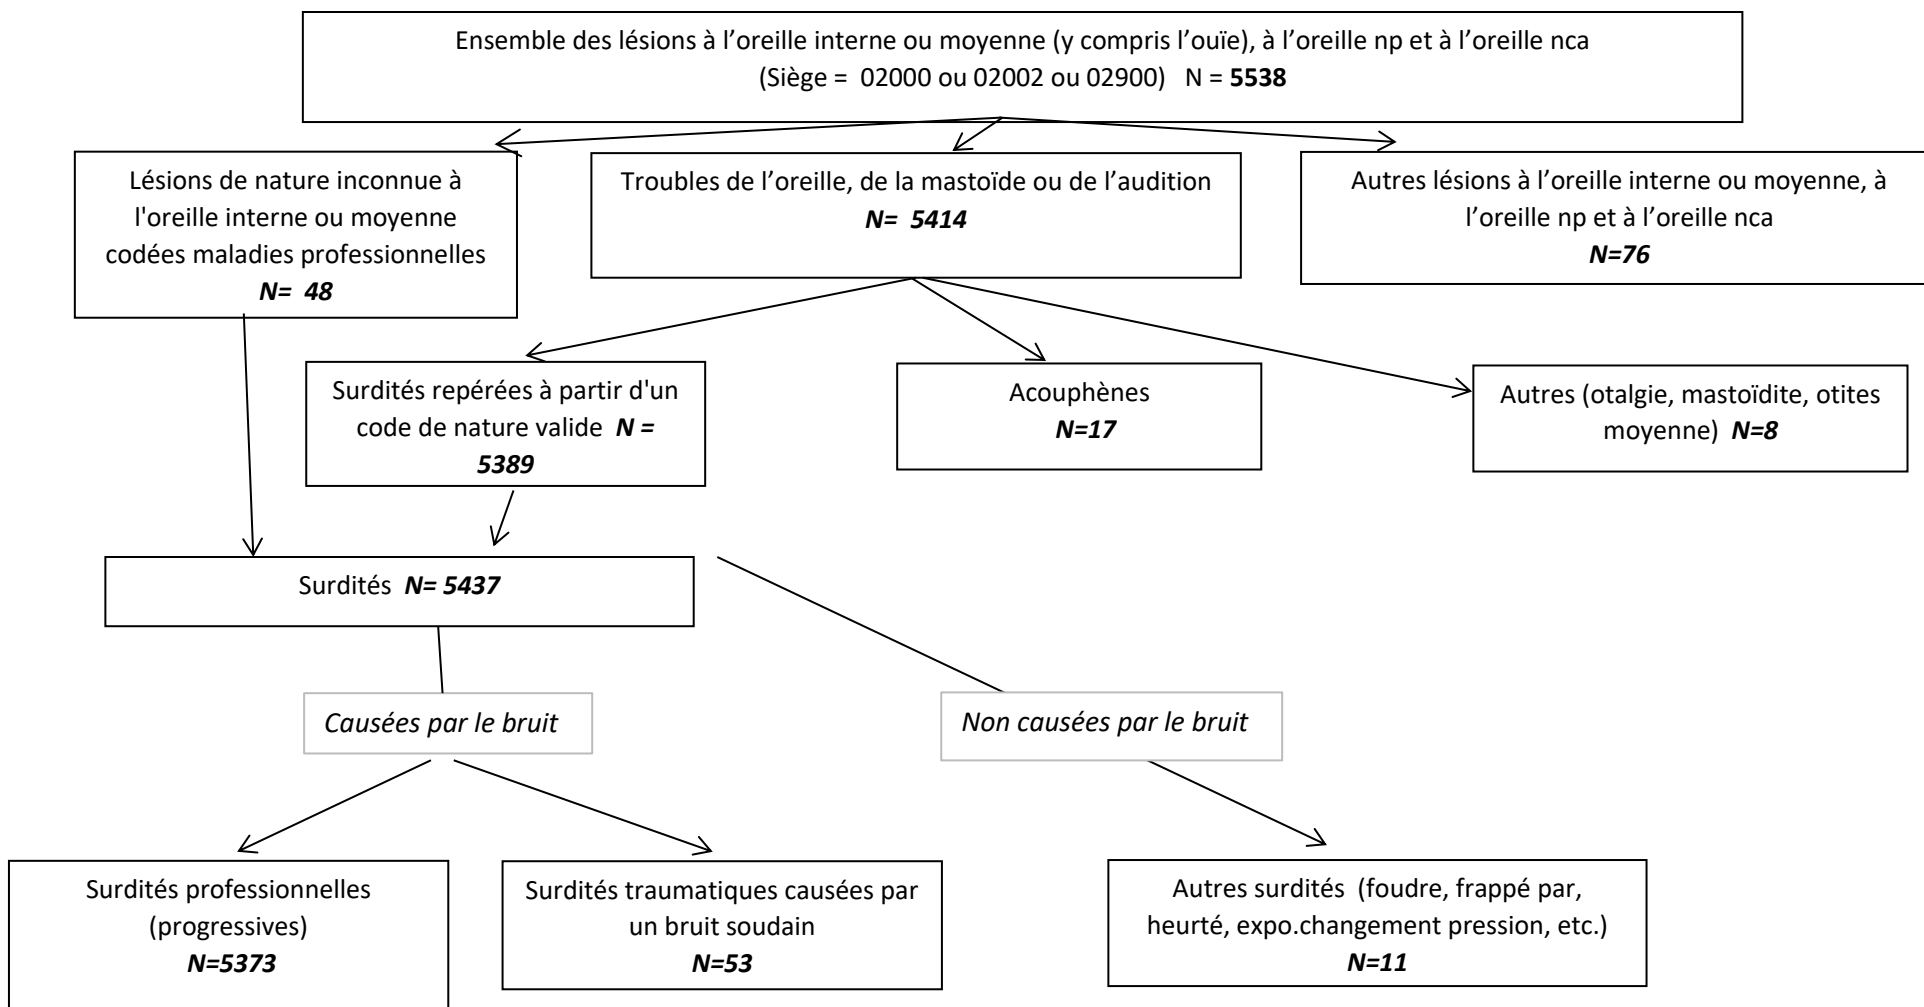 Ensemble des lésions à l’oreille interne ou moyenne (y compris l’ouïe), à l’oreille np et à l’oreille nca
(Siège = 02000 ou 02002 ou 02900) N = 5538
Lésions de nature inconnue à
l'oreille interne ou moyenne
codées maladies professionnelles
N= 48
Troubles de l’oreille, de la mastoïde ou de l’audition
N= 5414
Autres lésions à l’oreille interne ou moyenne, à
l’oreille np et à l’oreille nca
N=76
Surdités repérées à partir d'un
code de nature valide N =
5389
Acouphènes
N=17
Autres (otalgie, mastoïdite, otites
moyenne) N=8
Surdités N= 5437
Causées par le bruit
Non causées par le bruit
Surdités professionnelles
(progressives)
N=5373
Surdités traumatiques causées par
un bruit soudain
N=53
Autres surdités (foudre, frappé par,
heurté, expo.changement pression, etc.)
N=11